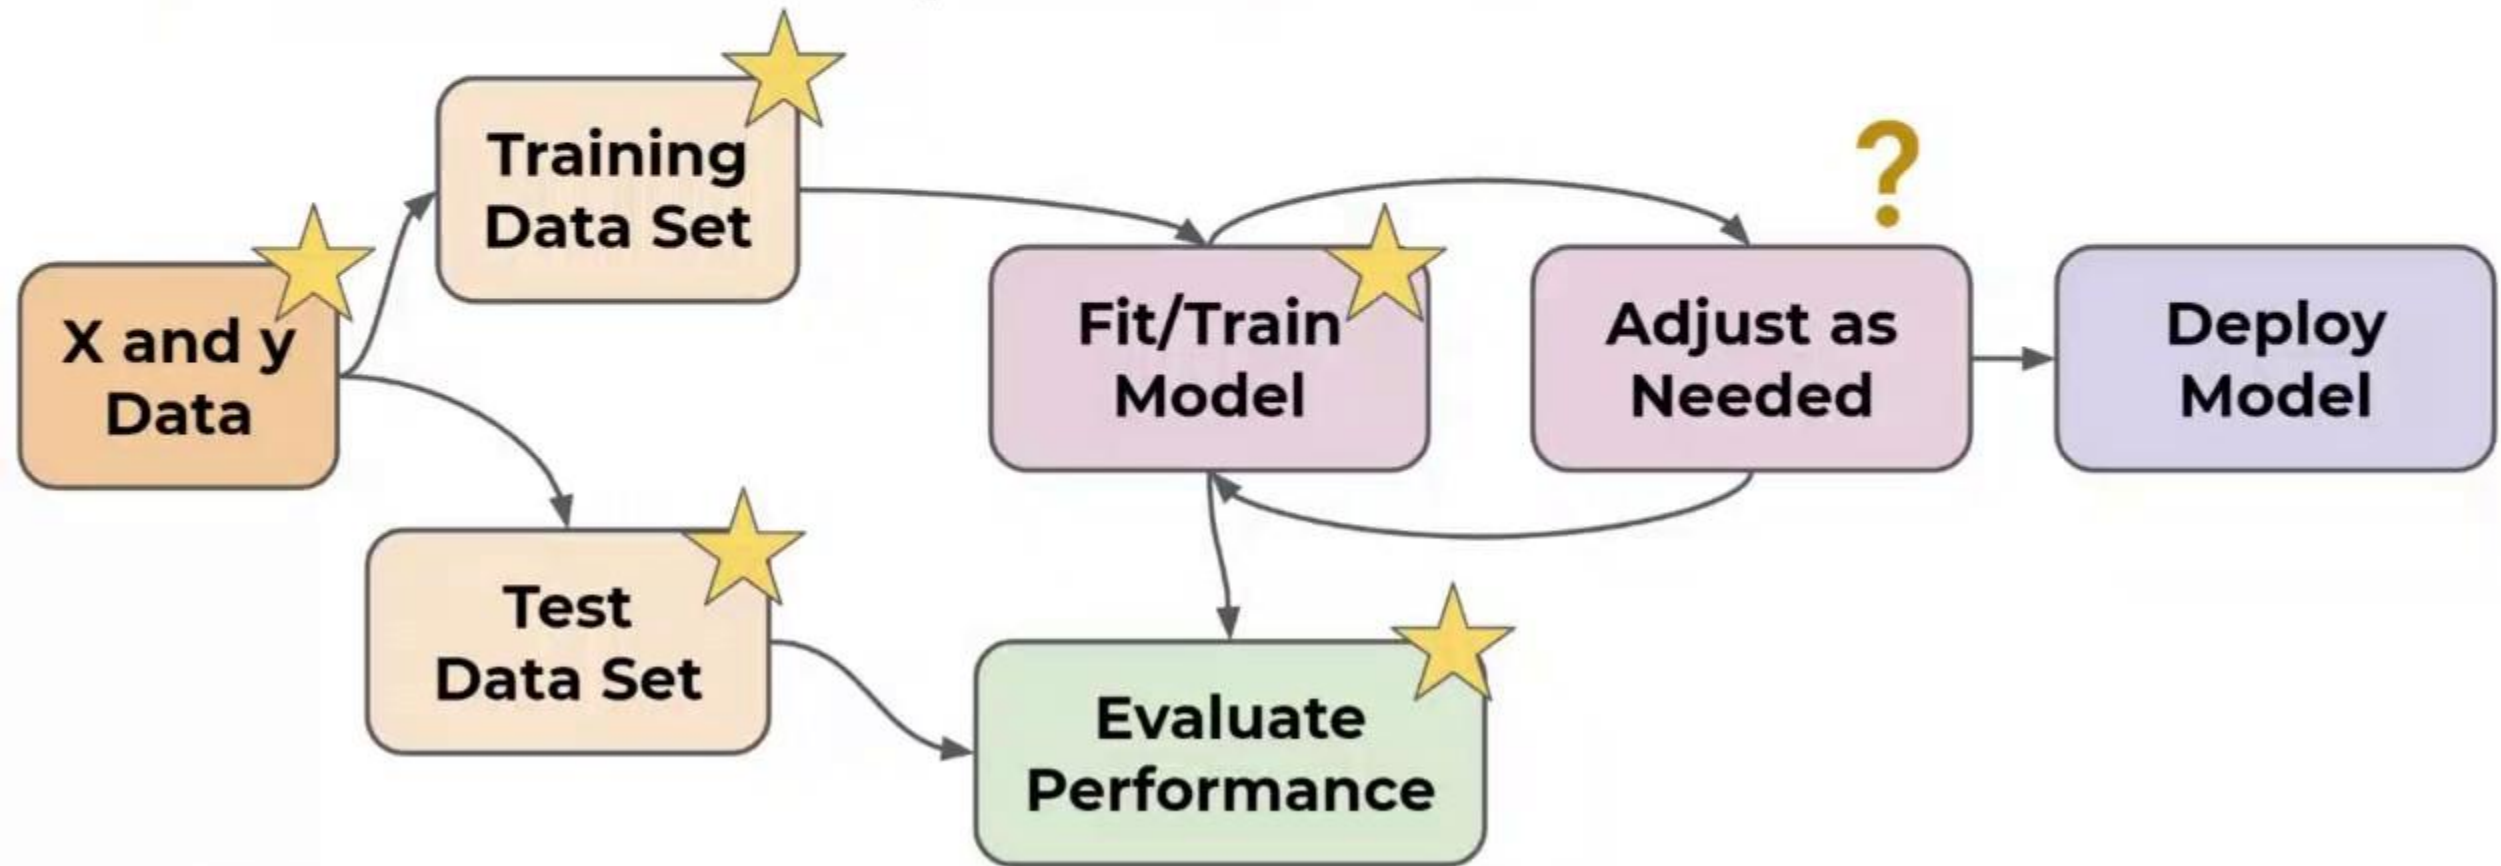 Training
Data Set
?
X and y
Data
Fit/Train
Model
Adjust as
Needed
Deploy
Model
Test
Data Set
Evaluate
Performance